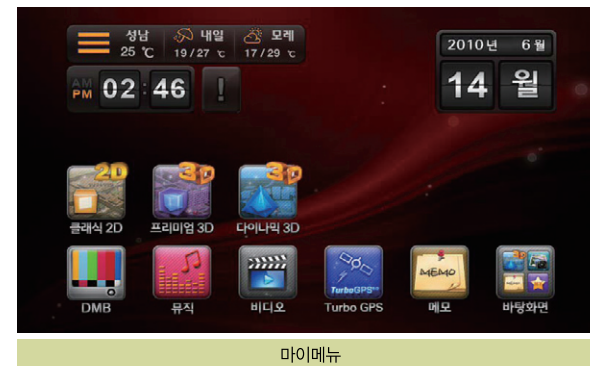 성남 내일 모레
25 ℃ 19/27 ℃ 17/29 ℃
2010년 6월
AM
PM 02:46 !
14 월
2D 3D 3D
클래식 2D 프리미엄 3D 다이나믹 3D
MEMO
TurboGPS
3D
DMB 뮤직 비디오 Turbo GPS 메모 바탕화면
마이메뉴